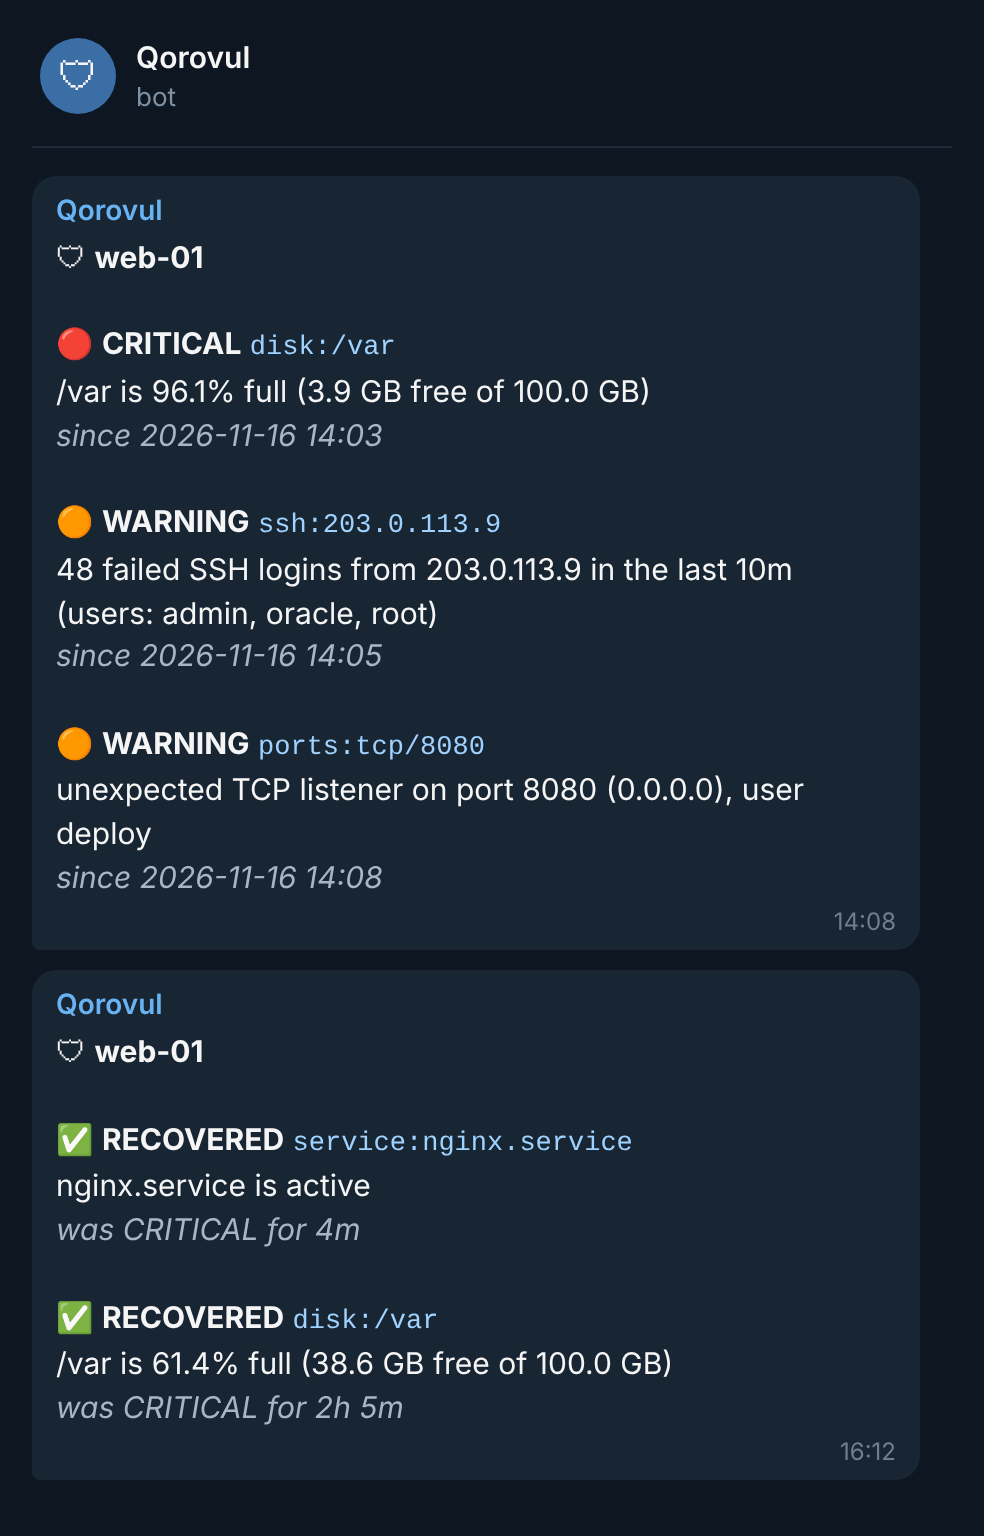 Qorovul
bot
Qorovul
🛡 web-01
🔴 CRITICAL disk:/var
/var is 96.1% full (3.9 GB free of 100.0 GB)
since 2026-11-16 14:03
🟠 WARNING ssh:203.0.113.9
48 failed SSH logins from 203.0.113.9 in the last 10m
(users: admin, oracle, root)
since 2026-11-16 14:05
🟠 WARNING ports:tcp/8080
unexpected TCP listener on port 8080 (0.0.0.0), user
deploy
since 2026-11-16 14:08
14:08
Qorovul
🛡 web-01
✅ RECOVERED service:nginx.service
nginx.service is active
was CRITICAL for 4m
✅ RECOVERED disk:/var
/var is 61.4% full (38.6 GB free of 100.0 GB)
was CRITICAL for 2h 5m
16:12